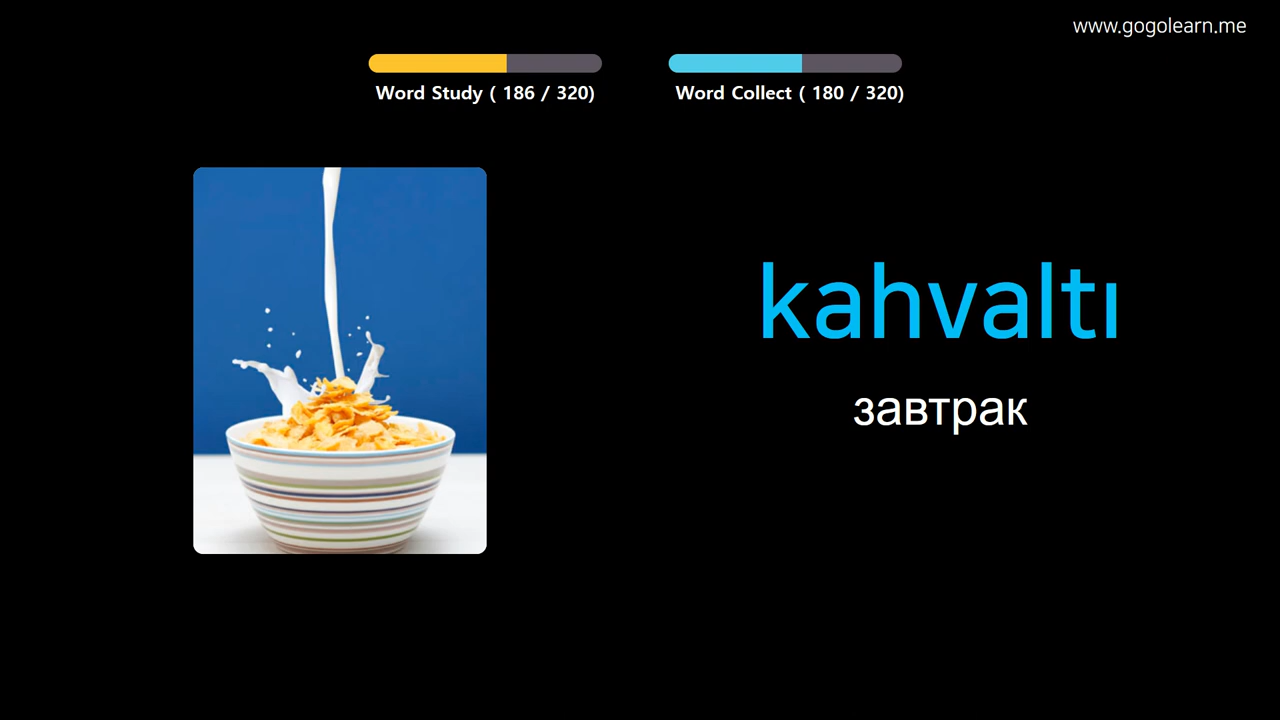 www.gogolearn.me
Word Study ( 186 / 320)
Word Collect ( 180 / 320)
kahvaltı
завтрак